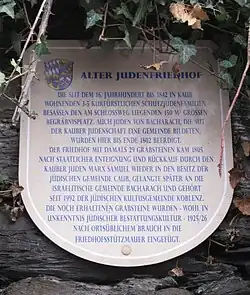 ALTER JUDENFRIEDHOF
DIE SEIT DEM 16. JAHRHUNDERT BIS 1942 IN KAUB
WOHNENDEN 3-5 KURFÜRSTLICHEN SCHUTZJUDENFAMILIEN
BESASSEN DEN AM SCHLOSSWEG LIEGENDEN 150 M² GROSSEN
BEGRÄBNISPLATZ. AUCH JUDEN VON BACHARACH, DIE MIT
DER KAUBER JUDENSCHAFT EINE GEMEINDE BILDETEN,
WURDEN HIER BIS ENDE 1802 BEERDIGT.
DER FRIEDHOF MIT DAMALS 29 GRABSTEINEN KAM 1805,
NACH STAATLICHER ENTEIGNUNG UND RÜCKKAUF DURCH DEN
KAUBER JUDEN MARX SAMUEL WIEDER IN DEN BESITZ DER
JÜDISCHEN GEMEINDE CAUB, GELANGTE SPÄTER AN DIE
ISRAELITISCHE GEMEINDE BACHARACH UND GEHÖRT
SEIT 1992 DER JÜDISCHEN KULTUSGEMEINDE KOBLENZ.
DIE NOCH ERHALTENEN GRABSTEINE WURDEN - WOHL IN
UNKENNTNIS JÜDISCHER BESTATTUNGSKULTUR - 1925/26
NACH ORTSÜBLICHEM BRAUCH IN DIE
FRIEDHOFSSTÜTZMAUER EINGEFÜGT.